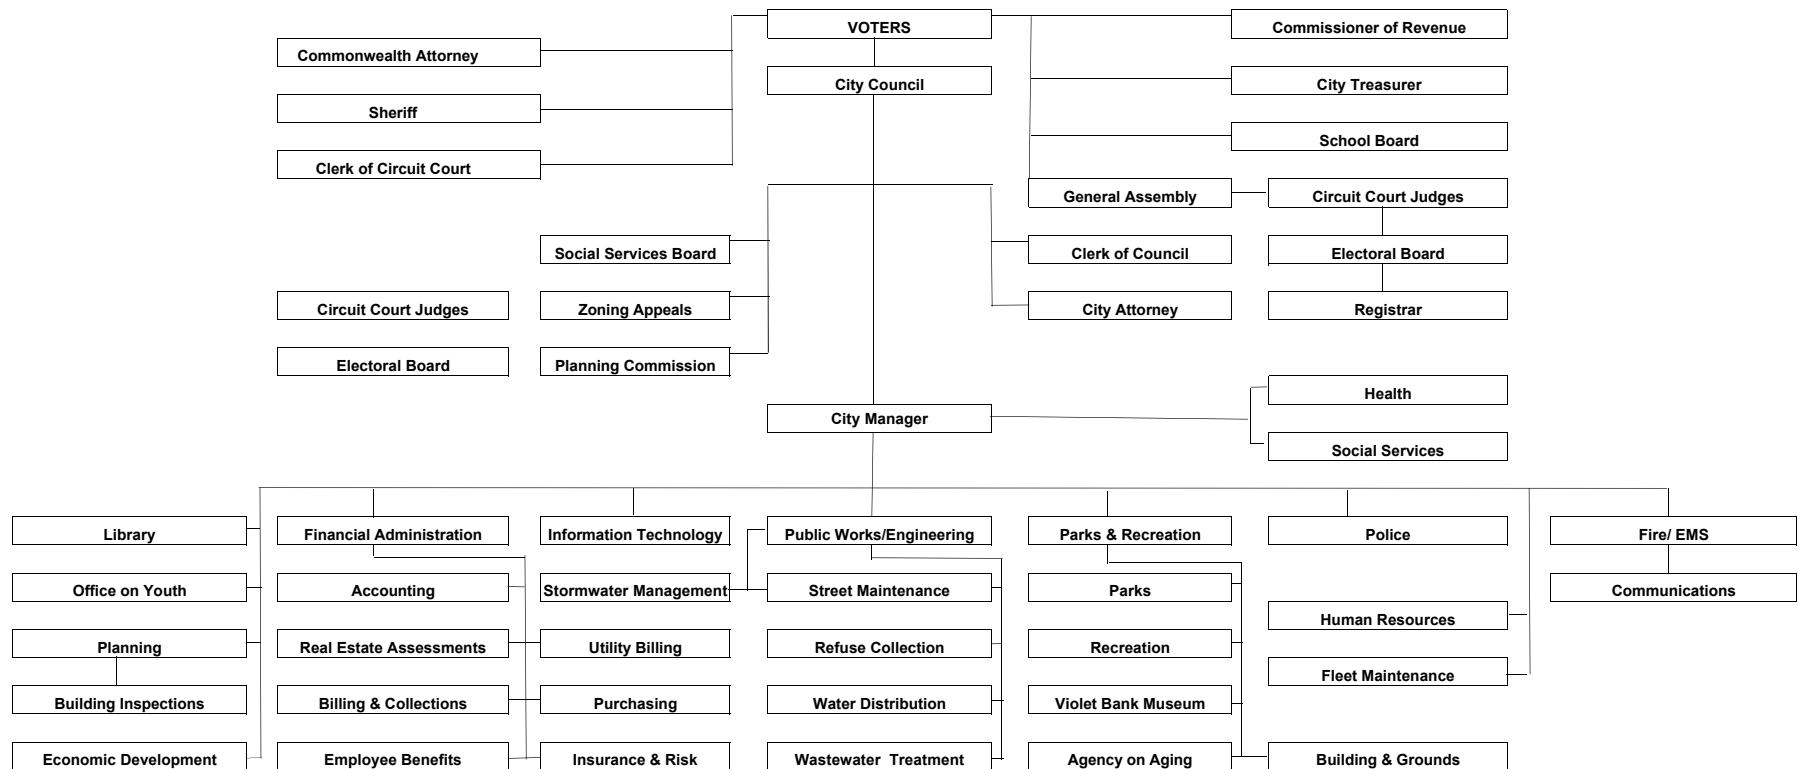 VOTERS
Commissioner of Revenue
Commonwealth Attorney
City Council
City Treasurer
Sheriff
School Board
Clerk of Circuit Court
General Assembly
Circuit Court Judges
Social Services Board
Clerk of Council
Electoral Board
Circuit Court Judges
Zoning Appeals
City Attorney
Registrar
Electoral Board
Planning Commission
Health
City Manager
Social Services
Library
Financial Administration
Information Technology
Public Works/Engineering
Parks & Recreation
Police
Fire/ EMS
Office on Youth
Accounting
Stormwater Management
Street Maintenance
Parks
Communications
Human Resources
Planning
Real Estate Assessments
Utility Billing
Refuse Collection
Recreation
Fleet Maintenance
Building Inspections
Billing & Collections
Purchasing
Water Distribution
Violet Bank Museum
Economic Development
Employee Benefits
Insurance & Risk
Wastewater Treatment
Agency on Aging
Building & Grounds